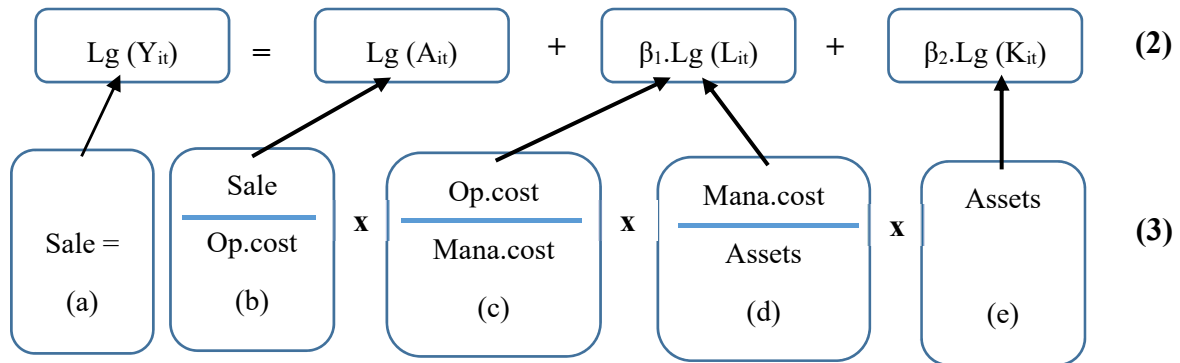 Lg (Yit) = Lg (Ait) + β1.Lg (Lit) + β2.Lg (Kit) (2)
Sale = Sale x Op.cost x Mana.cost x Assets (3)
Op.cost Mana.cost Assets
(a) (b) (c) (d) (e)